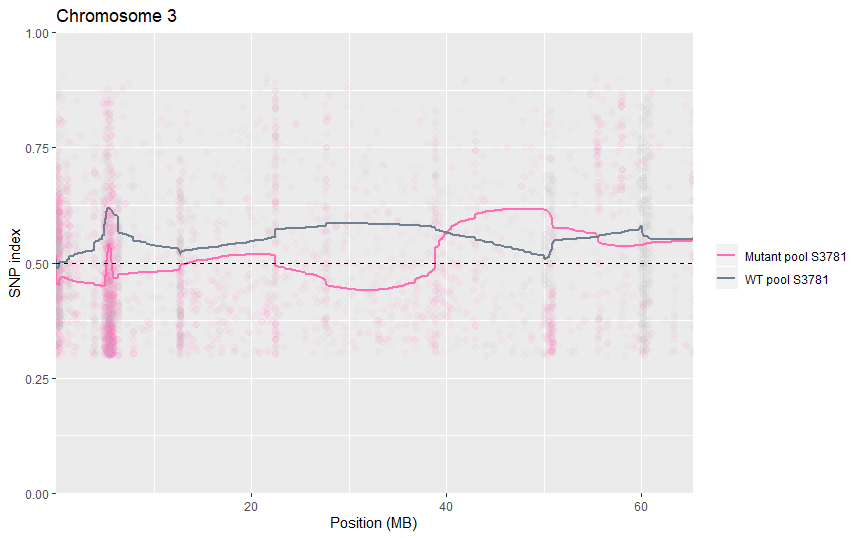 Chromosome 3
1.00
0.75
0.50
0.25
0.00
SNP index
20 40 60
Position (MB)
Mutant pool S3781
WT pool S3781